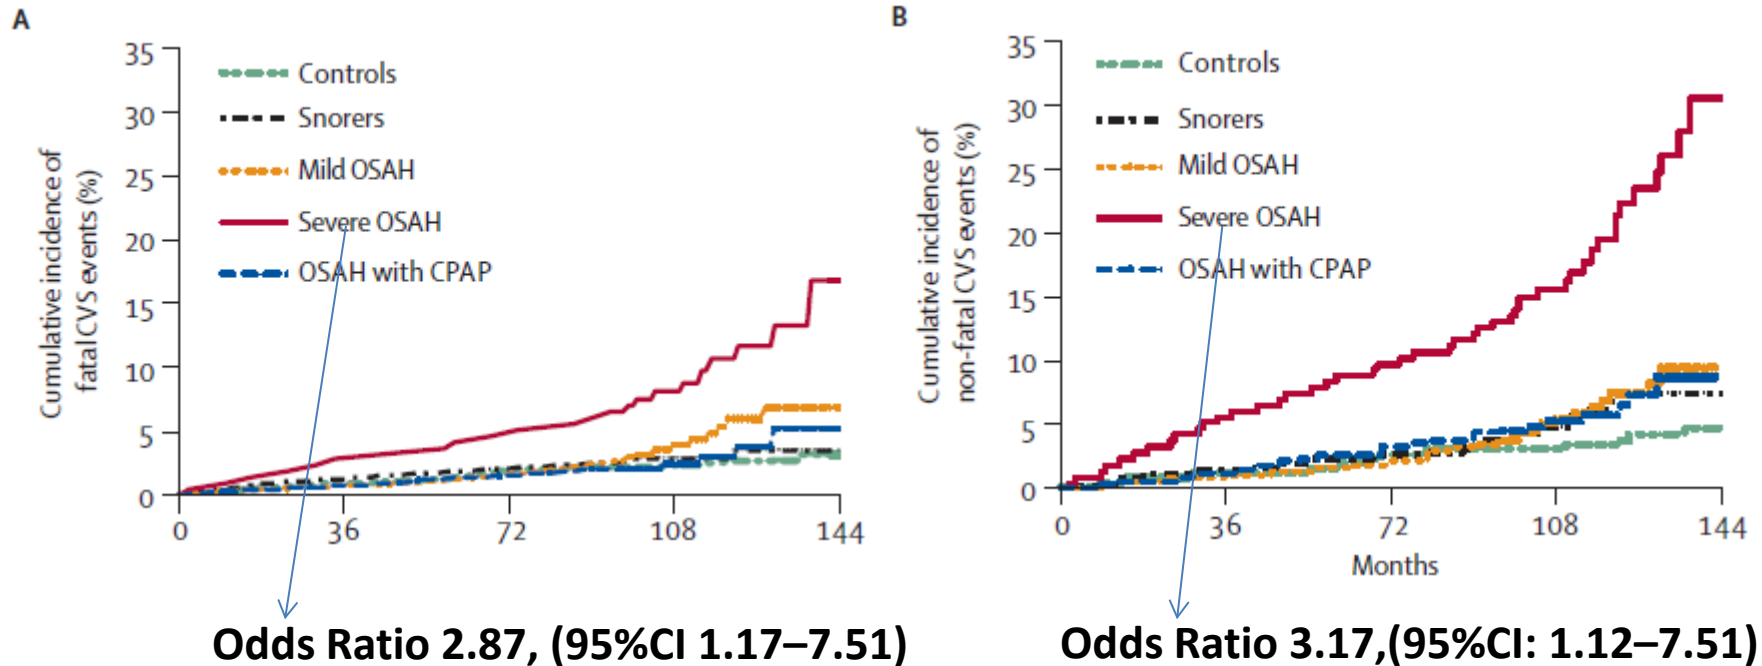 A
35
30
25
20
15
10
5
0
Cumulative incidence of
fatal CVS events (%)
Controls
Snorers
Mild OSAH
Severe OSAH
OSAH with CPAP
0 36 72 108 144
Odds Ratio 2.87, (95%CI 1.17–7.51)
B
35
30
25
20
15
10
5
0
Cumulative incidence of
non-fatal CVS events (%)
Controls
Snorers
Mild OSAH
Severe OSAH
OSAH with CPAP
0 36 72 108 144
Months
Odds Ratio 3.17,(95%CI: 1.12–7.51)